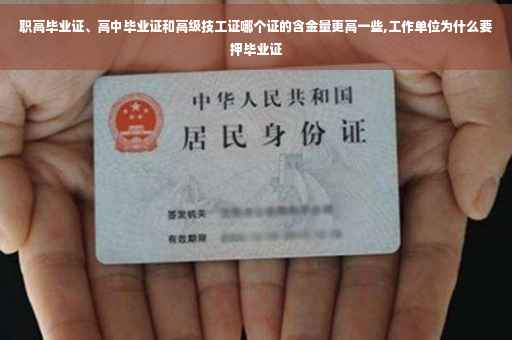 职高毕业证、高中毕业证和高级技工证哪个证的含金量更高一些,工作单位为什么要
押毕业证
中华人民共和国
居民身份证
签发机关
有效期限